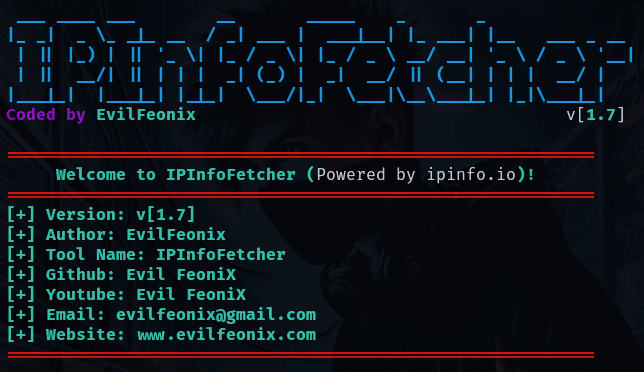 IPInfoFetcher
Coded by EvilFeonix v[1.7]
Welcome to IPInfoFetcher (Powered by ipinfo.io)!
[+] Version: v[1.7]
[+] Author: EvilFeonix
[+] Tool Name: IPInfoFetcher
[+] Github: Evil FeoniX
[+] Youtube: Evil FeoniX
[+] Email: evilfeonix@gmail.com
[+] Website: www.evilfeonix.com